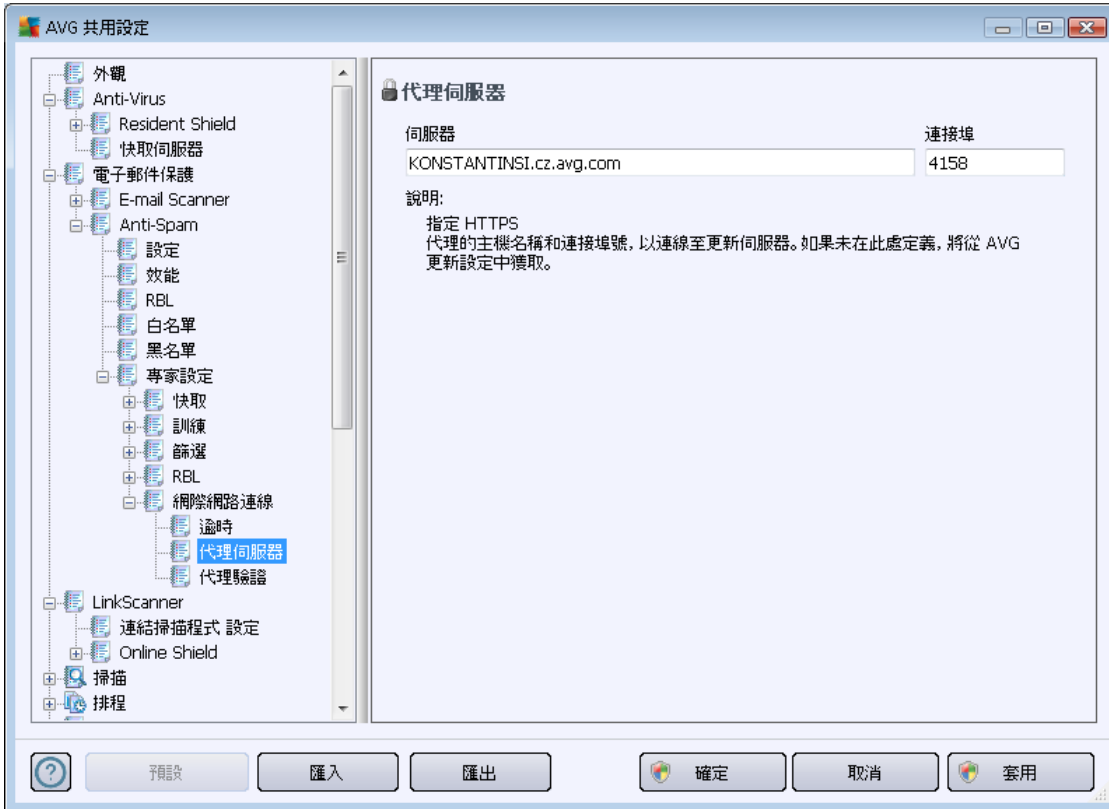 AVG 共用設定
外觀
Anti-Virus
Resident Shield
快取伺服器
電子郵件保護
E-mail Scanner
Anti-Spam
設定
效能
RBL
白名單
黑名單
專家設定
快取
訓練
篩選
RBL
網際網路連線
逾時
代理伺服器
代理驗證
LinkScanner
連結掃描程式 設定
Online Shield
掃描
排程
代理伺服器
伺服器 連接埠
KONSTANTINSI.cz.avg.com 4158
說明:
指定 HTTPS
代理的主機名稱和連接埠號, 以連線至更新伺服器。如果未在此處定義, 將從 AVG
更新設定中獲取。
預設 匯入 匯出 確定 取消 套用